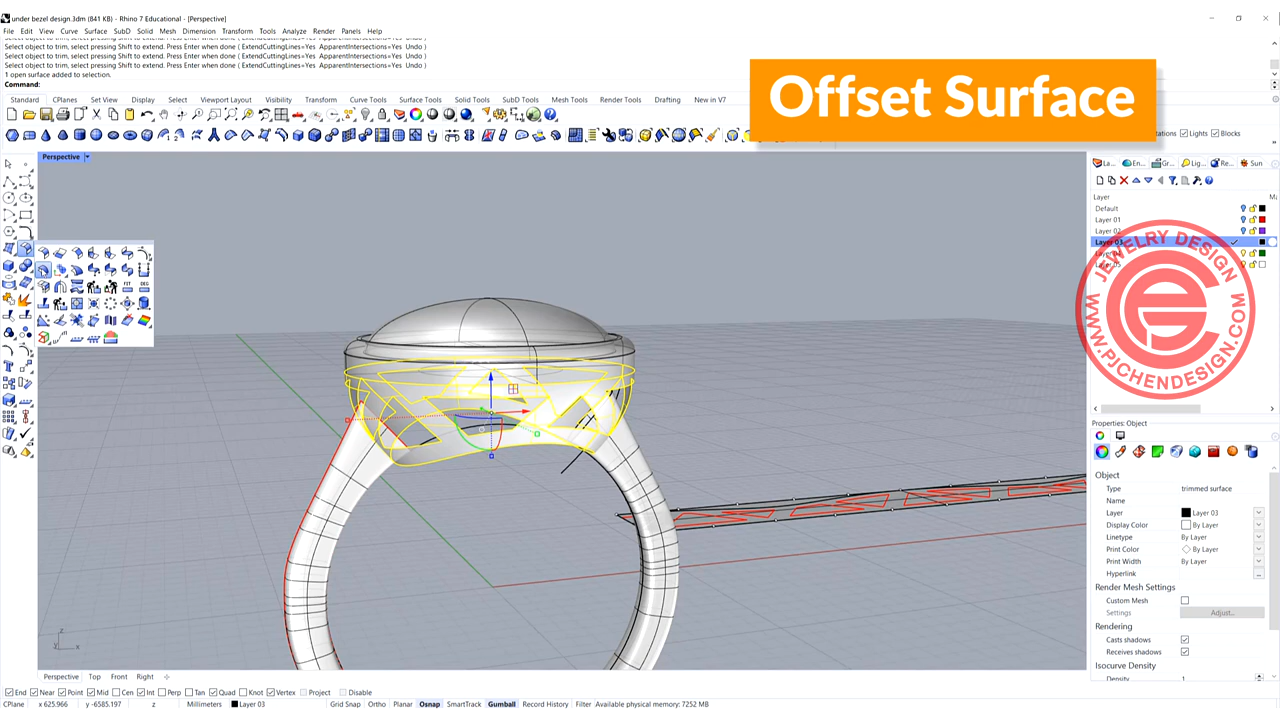 under bezel design.3dm (841 KB) - Rhino 7 Educational - [Perspective]
File Edit View Curve Surface SubD Solid Mesh Dimension Transform Tools Analyze Render Panels Help
Select object to trim, select pressing Shift to extend. Press Enter when done ( ExtendCuttingLines=Yes ApparentIntersections=Yes Undo )
Select object to trim, select pressing Shift to extend. Press Enter when done ( ExtendCuttingLines=Yes ApparentIntersections=Yes Undo )
Select object to trim, select pressing Shift to extend. Press Enter when done ( ExtendCuttingLines=Yes ApparentIntersections=Yes Undo )
1 open surface added to selection.
Command:
Offset Surface
Standard CPlanes Set View Display Select Viewport Layout Visibility Transform Curve Tools Surface Tools Solid Tools SubD Tools Mesh Tools Render Tools Drafting New in V7
Lights Blocks
Perspective
La... En... Gr... Lig... Re... Sun
Layer
Default
Layer 01
Layer 02
Layer 03
JEWELRY DESIGN
WWW.PJCHENDESIGN.
Properties: Object
Object
Type trimmed surface
Name
Layer Layer 03
Display Color By Layer
Linetype By Layer
Print Color By Layer
Print Width By Layer
Hyperlink ...
Render Mesh Settings
Custom Mesh
Settings Adjust...
Rendering
Casts shadows
Receives shadows
Isocurve Density
Density 1
FIT DEG
z
y x
Perspective Top Front Right
End Near Point Mid Cen Int Perp Tan Quad Knot Vertex Project Disable
CPlane x 625.966 y -6585.197 z Millimeters Layer 03 Grid Snap Ortho Planar Osnap SmartTrack Gumball Record History Filter Available physical memory: 7252 MB